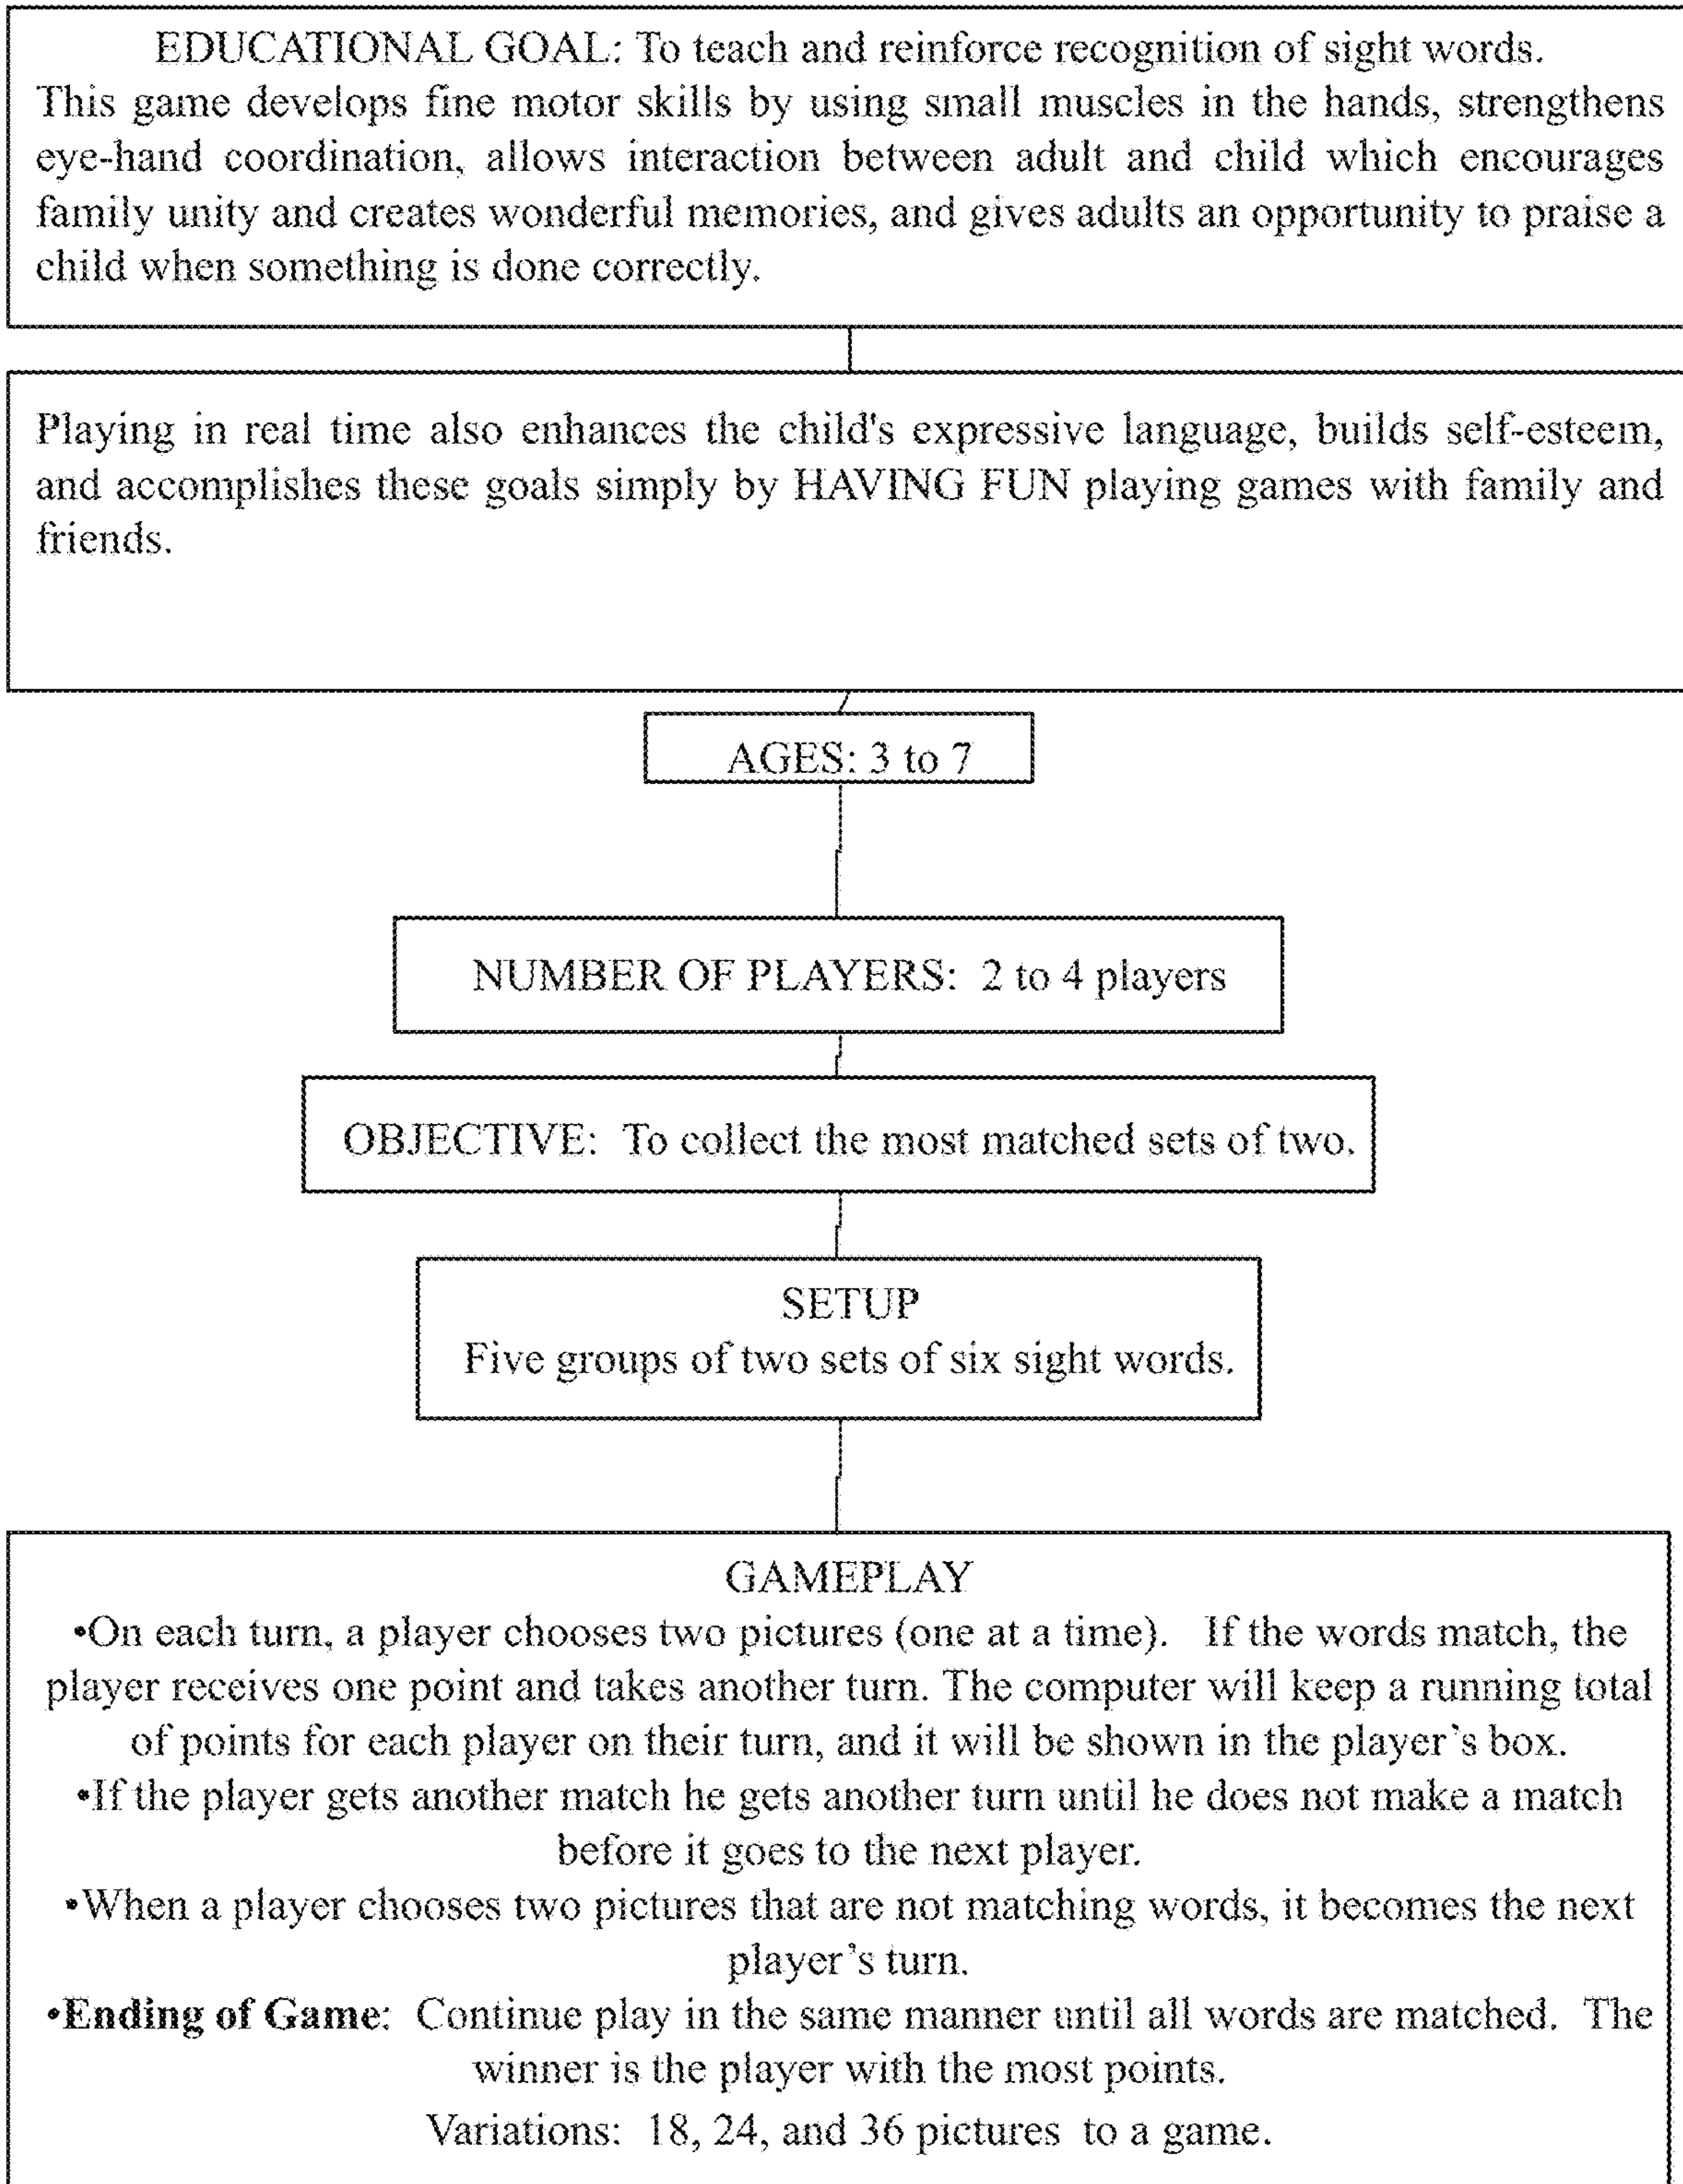 EDUCATIONAL GOAL: To teach and reinforce recognition of sight words.
This game develops fine motor skills by using small muscles in the hands, strengthens
eye-hand coordination, allows interaction between adult and child which encourages
family unity and creates wonderful memories, and gives adults an opportunity to praise a
child when something is done correctly.
Playing in real time also enhances the child's expressive language, builds self-esteem,
and accomplishes these goals simply by HAVING FUN playing games with family and
friends.
AGES: 3 to 7
NUMBER OF PLAYERS: 2 to 4 players
OBJECTIVE: To collect the most matched sets of two.
SETUP
Five groups of two sets of six sight words.
GAMEPLAY
•On each turn, a player chooses two pictures (one at a time). If the words match, the
player receives one point and takes another turn. The computer will keep a running total
of points for each player on their turn, and it will be shown in the player’s box.
•If the player gets another match he gets another turn until he does not make a match
before it goes to the next player.
•When a player chooses two pictures that are not matching words, it becomes the next
player’s turn.
•Ending of Game: Continue play in the same manner until all words are matched. The
winner is the player with the most points.
Variations: 18, 24, and 36 pictures to a game.